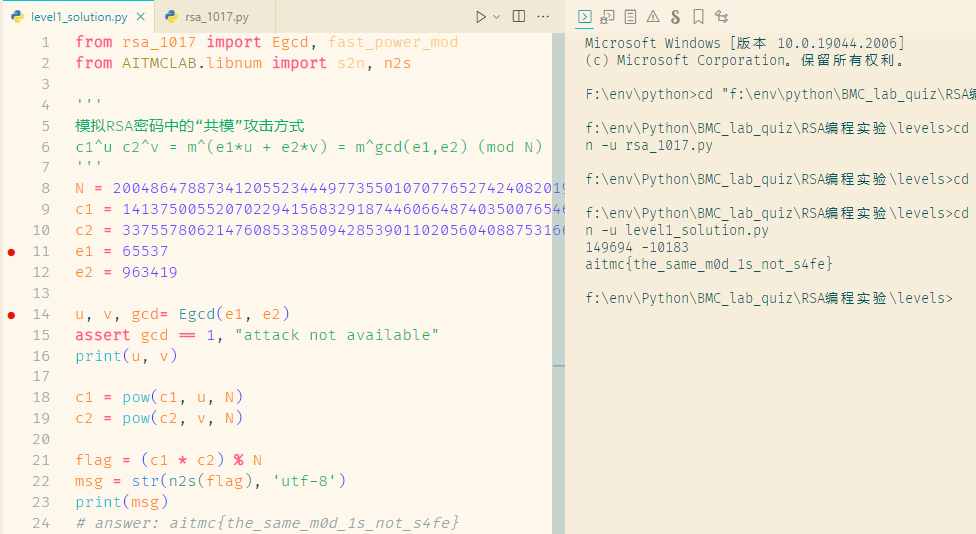 level1_solution.py
rsa_1017.py
1 from rsa_1017 import Egcd, fast_power_mod
2 from AITMCLAB.libnum import s2n, n2s
3
4 '''
5 模拟RSA密码中的“共模”攻击方式
6 c1^u c2^v = m^(e1*u + e2*v) = m^gcd(e1,e2) (mod N)
7 '''
8 N = 200486478873412055234449773550107077652742408201
9 c1 = 1413750055207022941568329187446066487403500765
10 c2 = 337557806214760853385094285390110205604088753
11 e1 = 65537
12 e2 = 963419
13
14 u, v, gcd= Egcd(e1, e2)
15 assert gcd == 1, "attack not available"
16 print(u, v)
17
18 c1 = pow(c1, u, N)
19 c2 = pow(c2, v, N)
20
21 flag = (c1 * c2) % N
22 msg = str(n2s(flag), 'utf-8')
23 print(msg)
24 # answer: aitmc{the_same_m0d_1s_not_s4fe}
Microsoft Windows [版本 10.0.19044.2006]
(c) Microsoft Corporation。保留所有权利。
F:\env\python>cd "f:\env\python\BMC_lab_quiz\RSA编
f:\env\Python\BMC_lab_quiz\RSA编程实验\levels>cd
n -u rsa_1017.py
f:\env\Python\BMC_lab_quiz\RSA编程实验\levels>cd
f:\env\Python\BMC_lab_quiz\RSA编程实验\levels>cd
n -u level1_solution.py
149694 -10183
aitmc{the_same_m0d_1s_not_s4fe}
f:\env\Python\BMC_lab_quiz\RSA编程实验\levels>